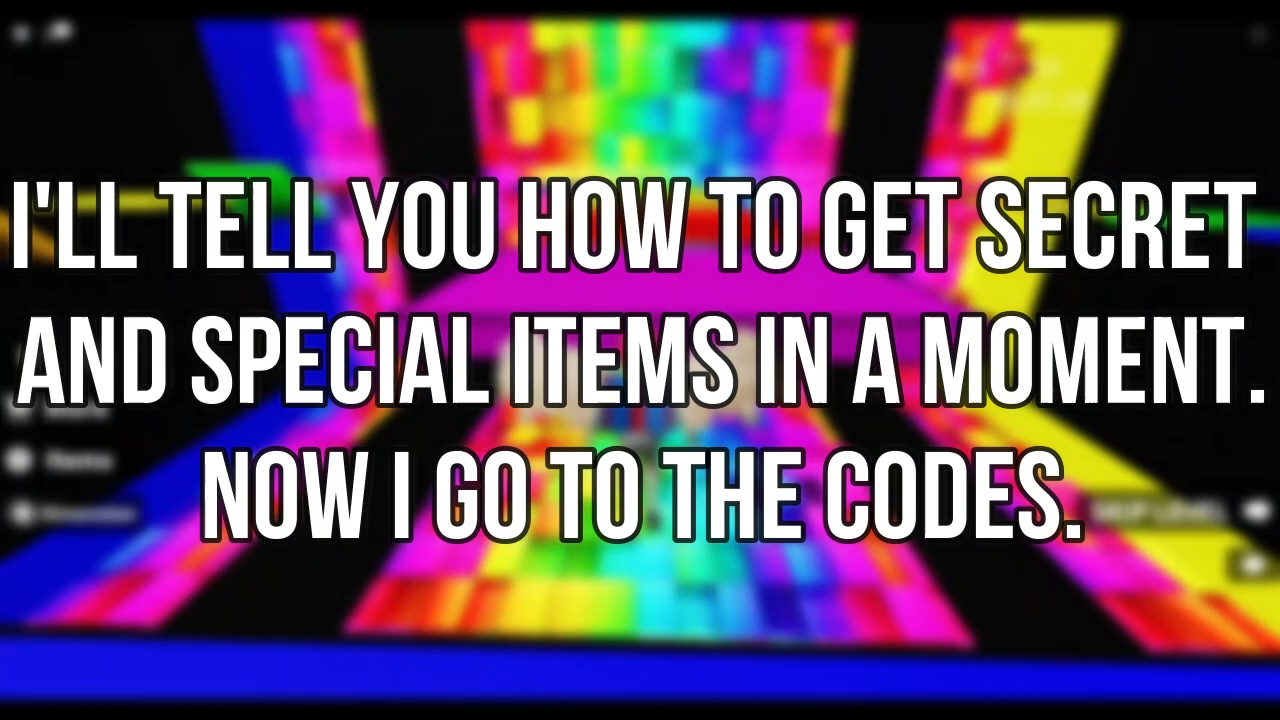 I'LL TELL YOU HOW TO GET SECRET
AND SPECIAL ITEMS IN A MOMENT.
NOW I GO TO THE CODES.